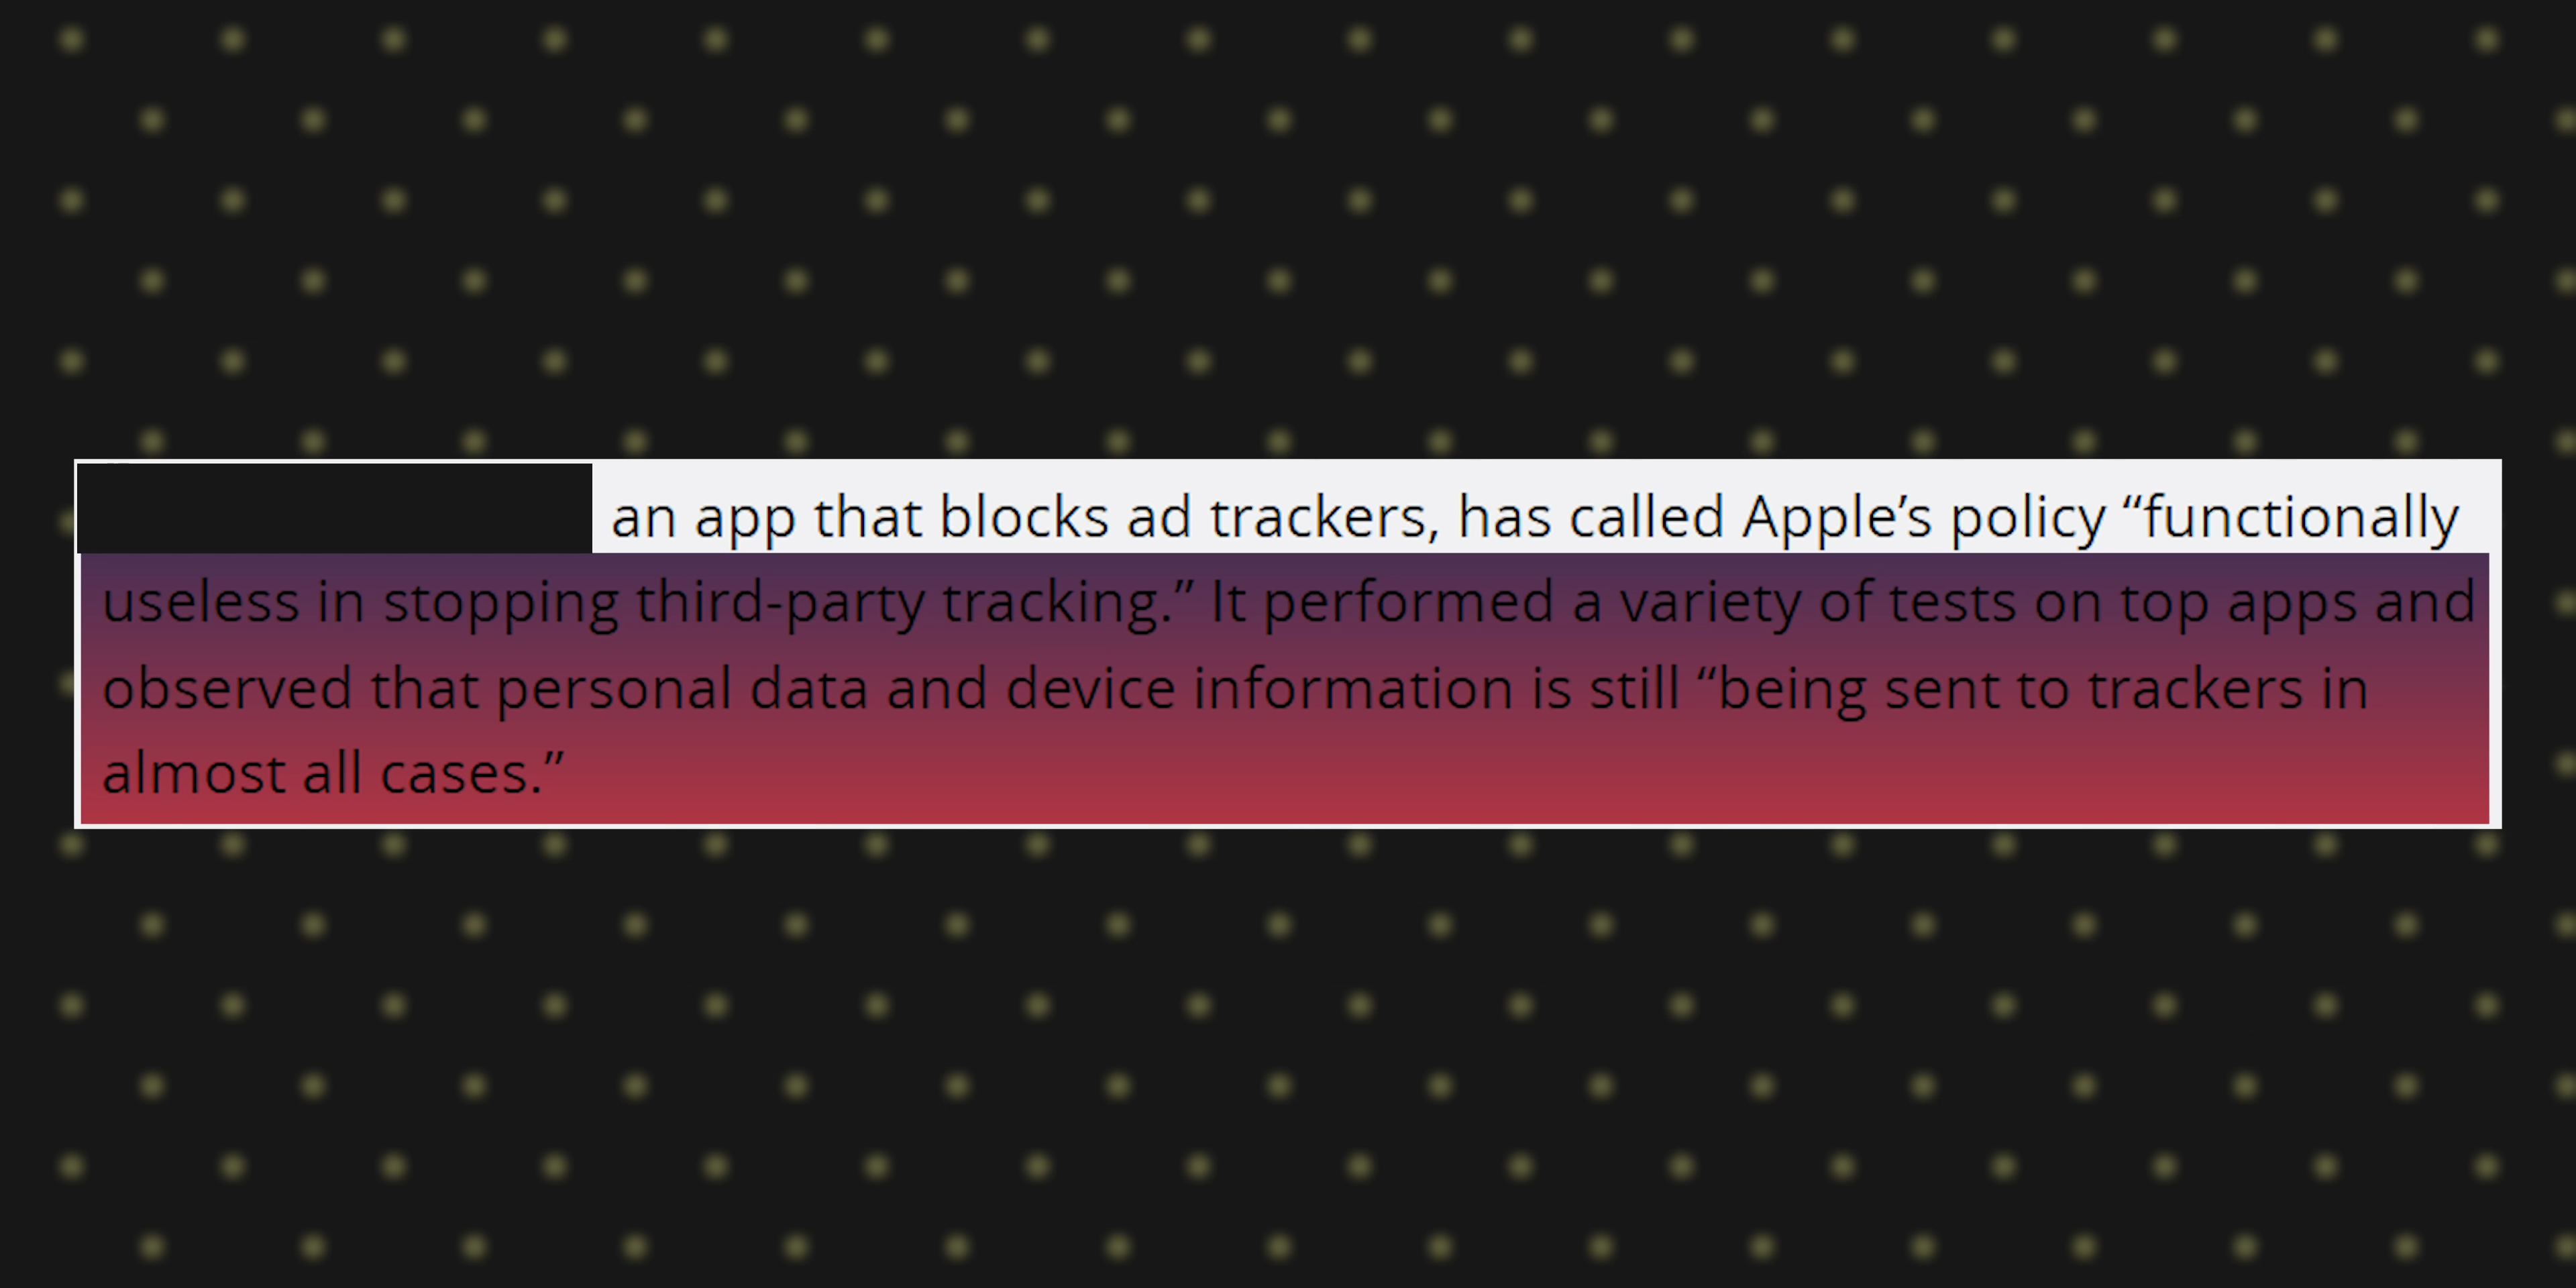 an app that blocks ad trackers, has called Apple’s policy “functionally
useless in stopping third-party tracking.” It performed a variety of tests on top apps and
observed that personal data and device information is still “being sent to trackers in
almost all cases.”